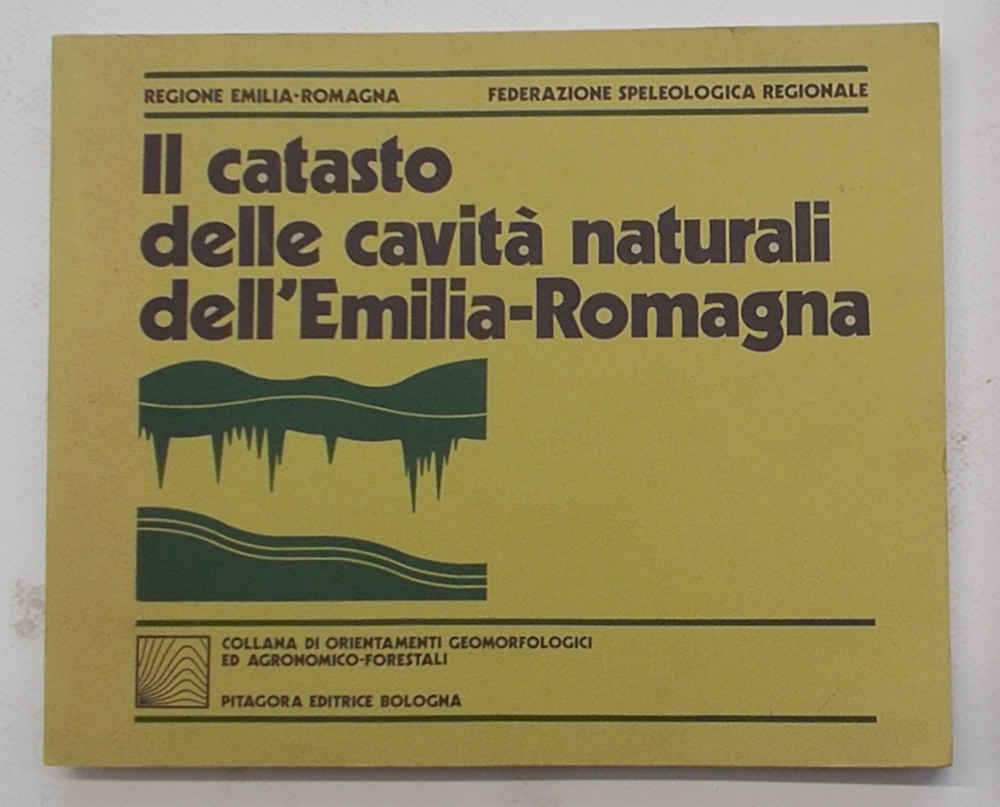 REGIONE EMILIA-ROMAGNA FEDERAZIONE SPELEOLOGICA REGIONALE
Il catasto
delle cavità naturali
dell'Emilia-Romagna
COLLANA DI ORIENTAMENTI GEOMORFOLOGICI
ED AGRONOMICO-FORESTALI
PITAGORA EDITRICE BOLOGNA